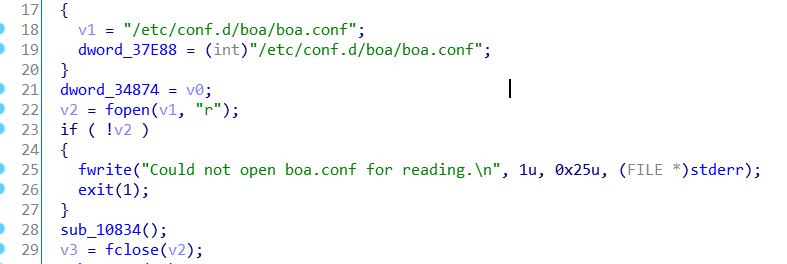 17 {
18 v1 = "/etc/conf.d/boa/boa.conf";
19 dword_37E88 = (int)"/etc/conf.d/boa/boa.conf";
20 }
21 dword_34874 = v0;
22 v2 = fopen(v1, "r");
23 if ( !v2 )
24 {
25 fwrite("Could not open boa.conf for reading.\n", 1u, 0x25u, (FILE *)stderr);
26 exit(1);
27 }
28 sub_10834();
29 v3 = fclose(v2);